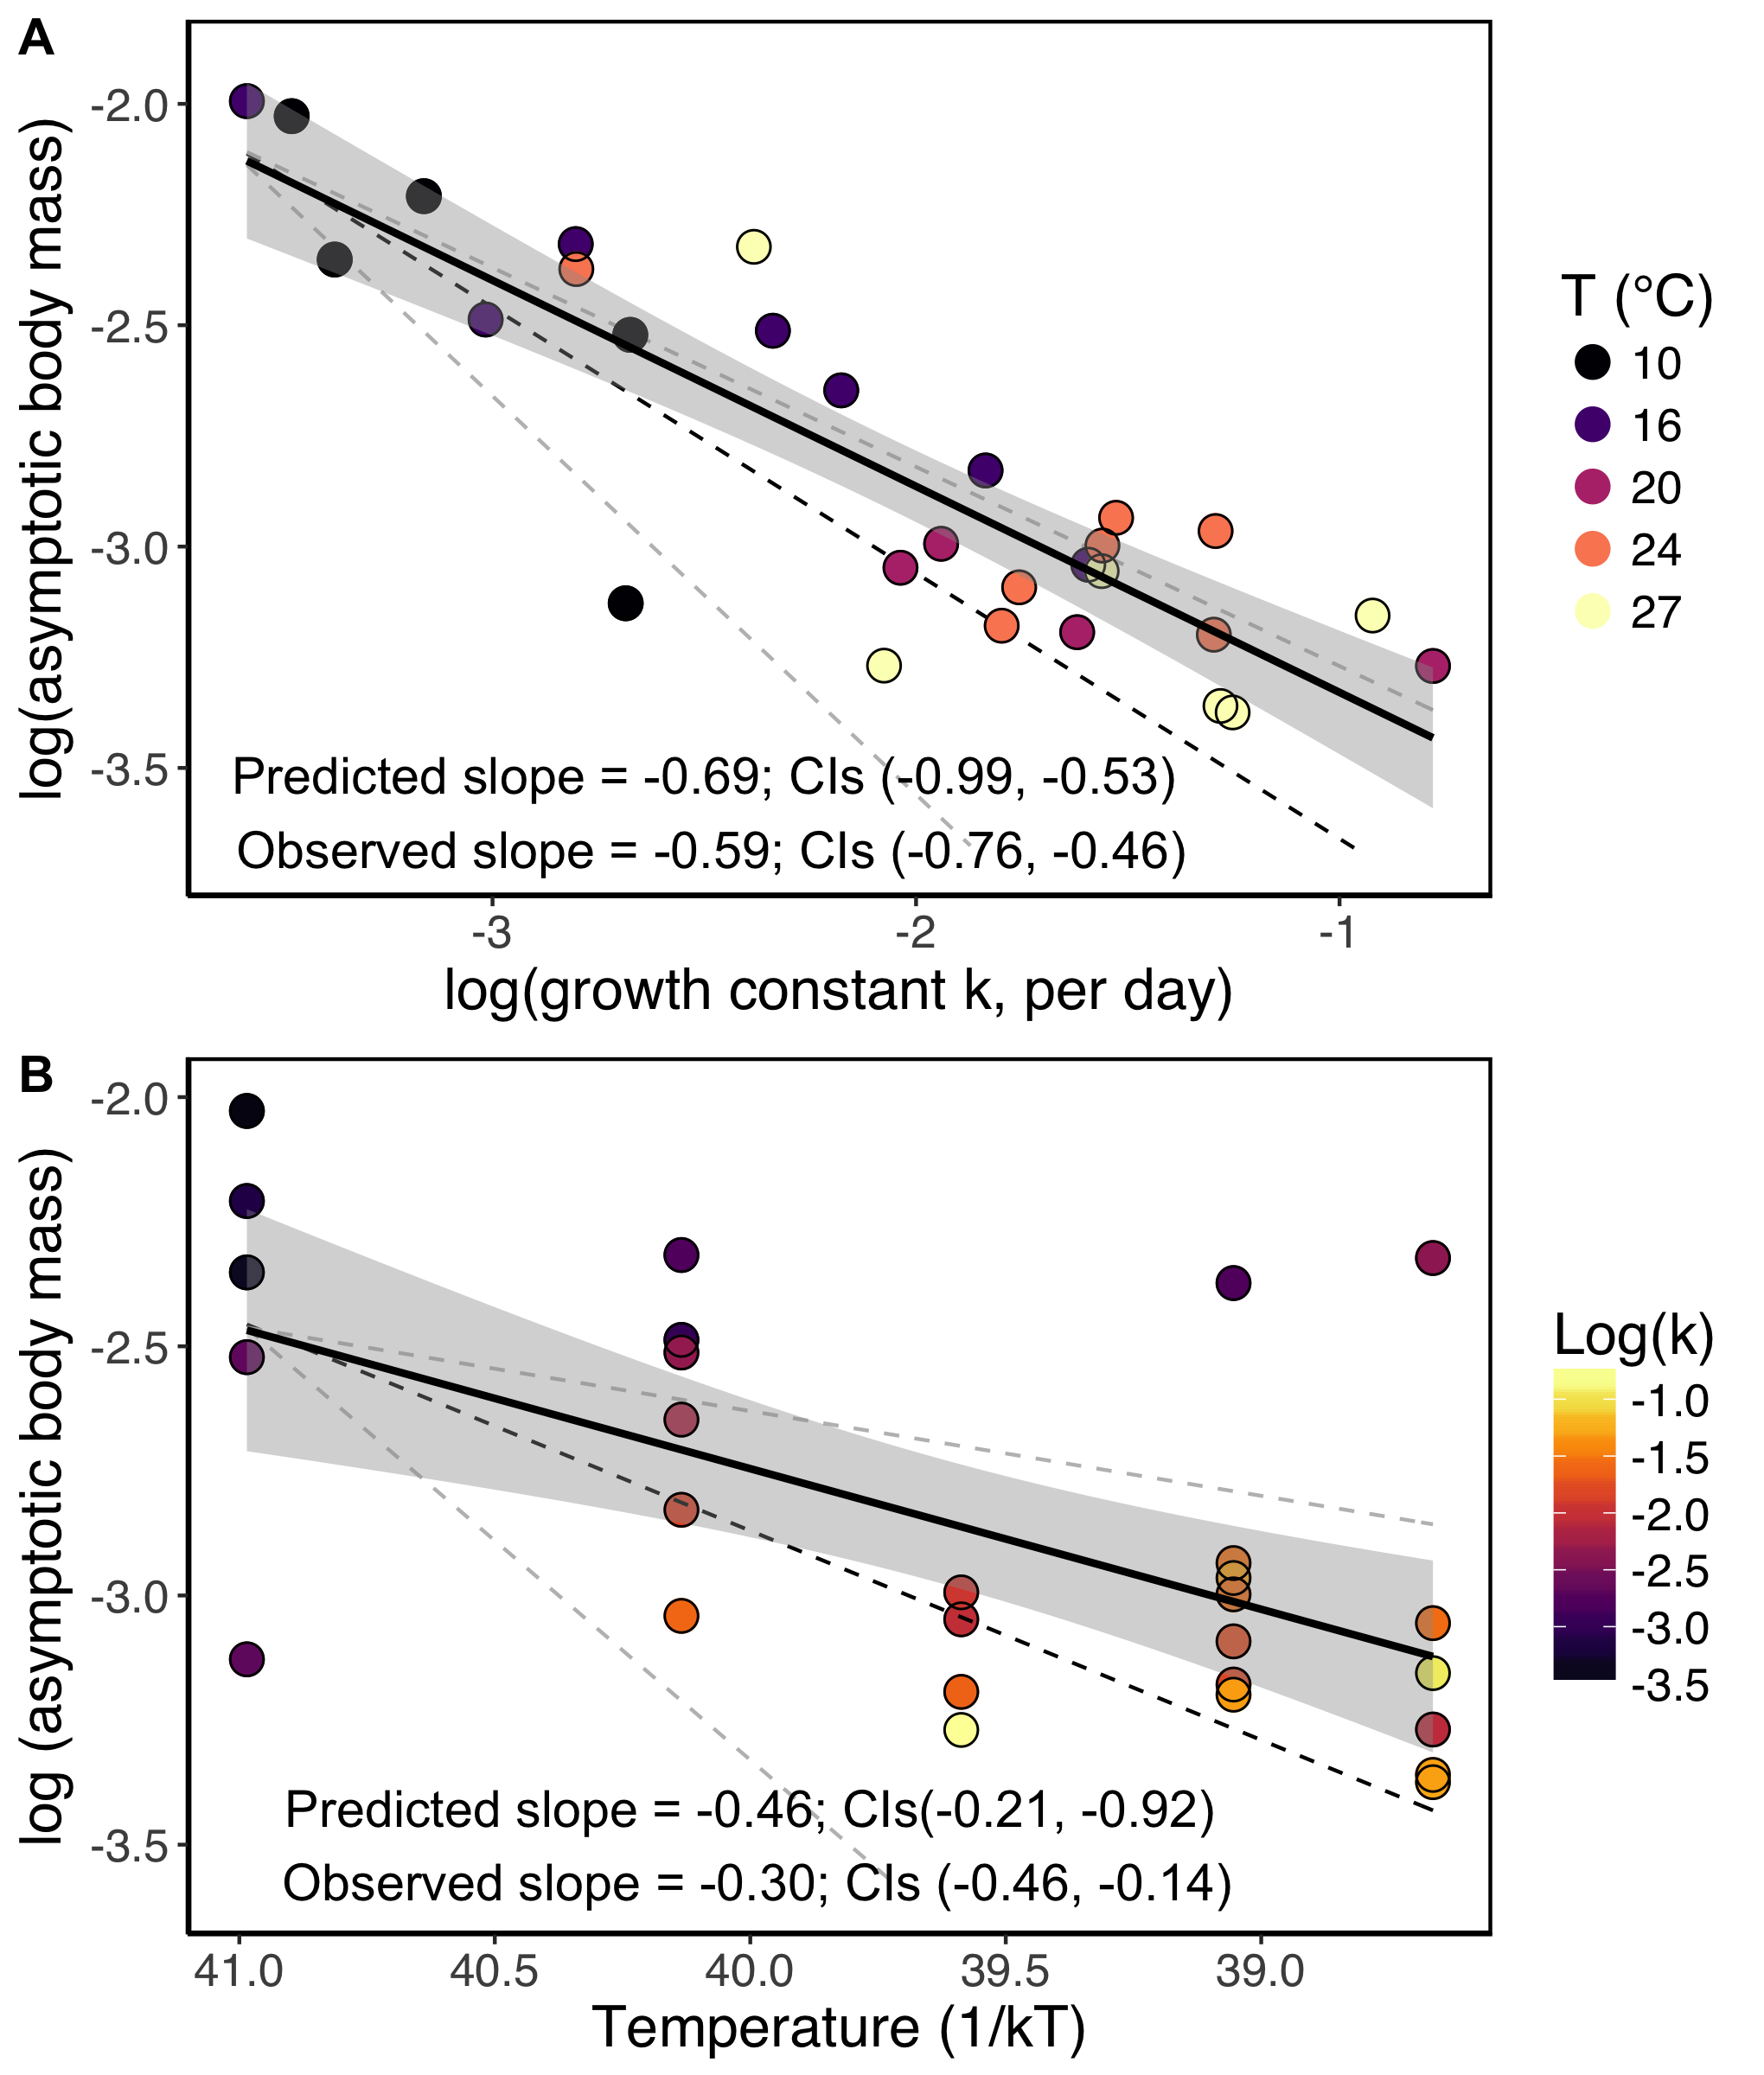 A
log(asymptotic body mass)
-2.0
-2.5
-3.0
-3.5
Predicted slope = -0.69; CIs (-0.99, -0.53)
Observed slope = -0.59; CIs (-0.76, -0.46)
-3
-2
-1
log(growth constant k, per day)
T (°C)
10
16
20
24
27
B
log (asymptotic body mass)
-2.0
-2.5
-3.0
-3.5
Predicted slope = -0.46; CIs(-0.21, -0.92)
Observed slope = -0.30; CIs (-0.46, -0.14)
41.0
40.5
40.0
39.5
39.0
Temperature (1/kT)
Log(k)
-1.0
-1.5
-2.0
-2.5
-3.0
-3.5